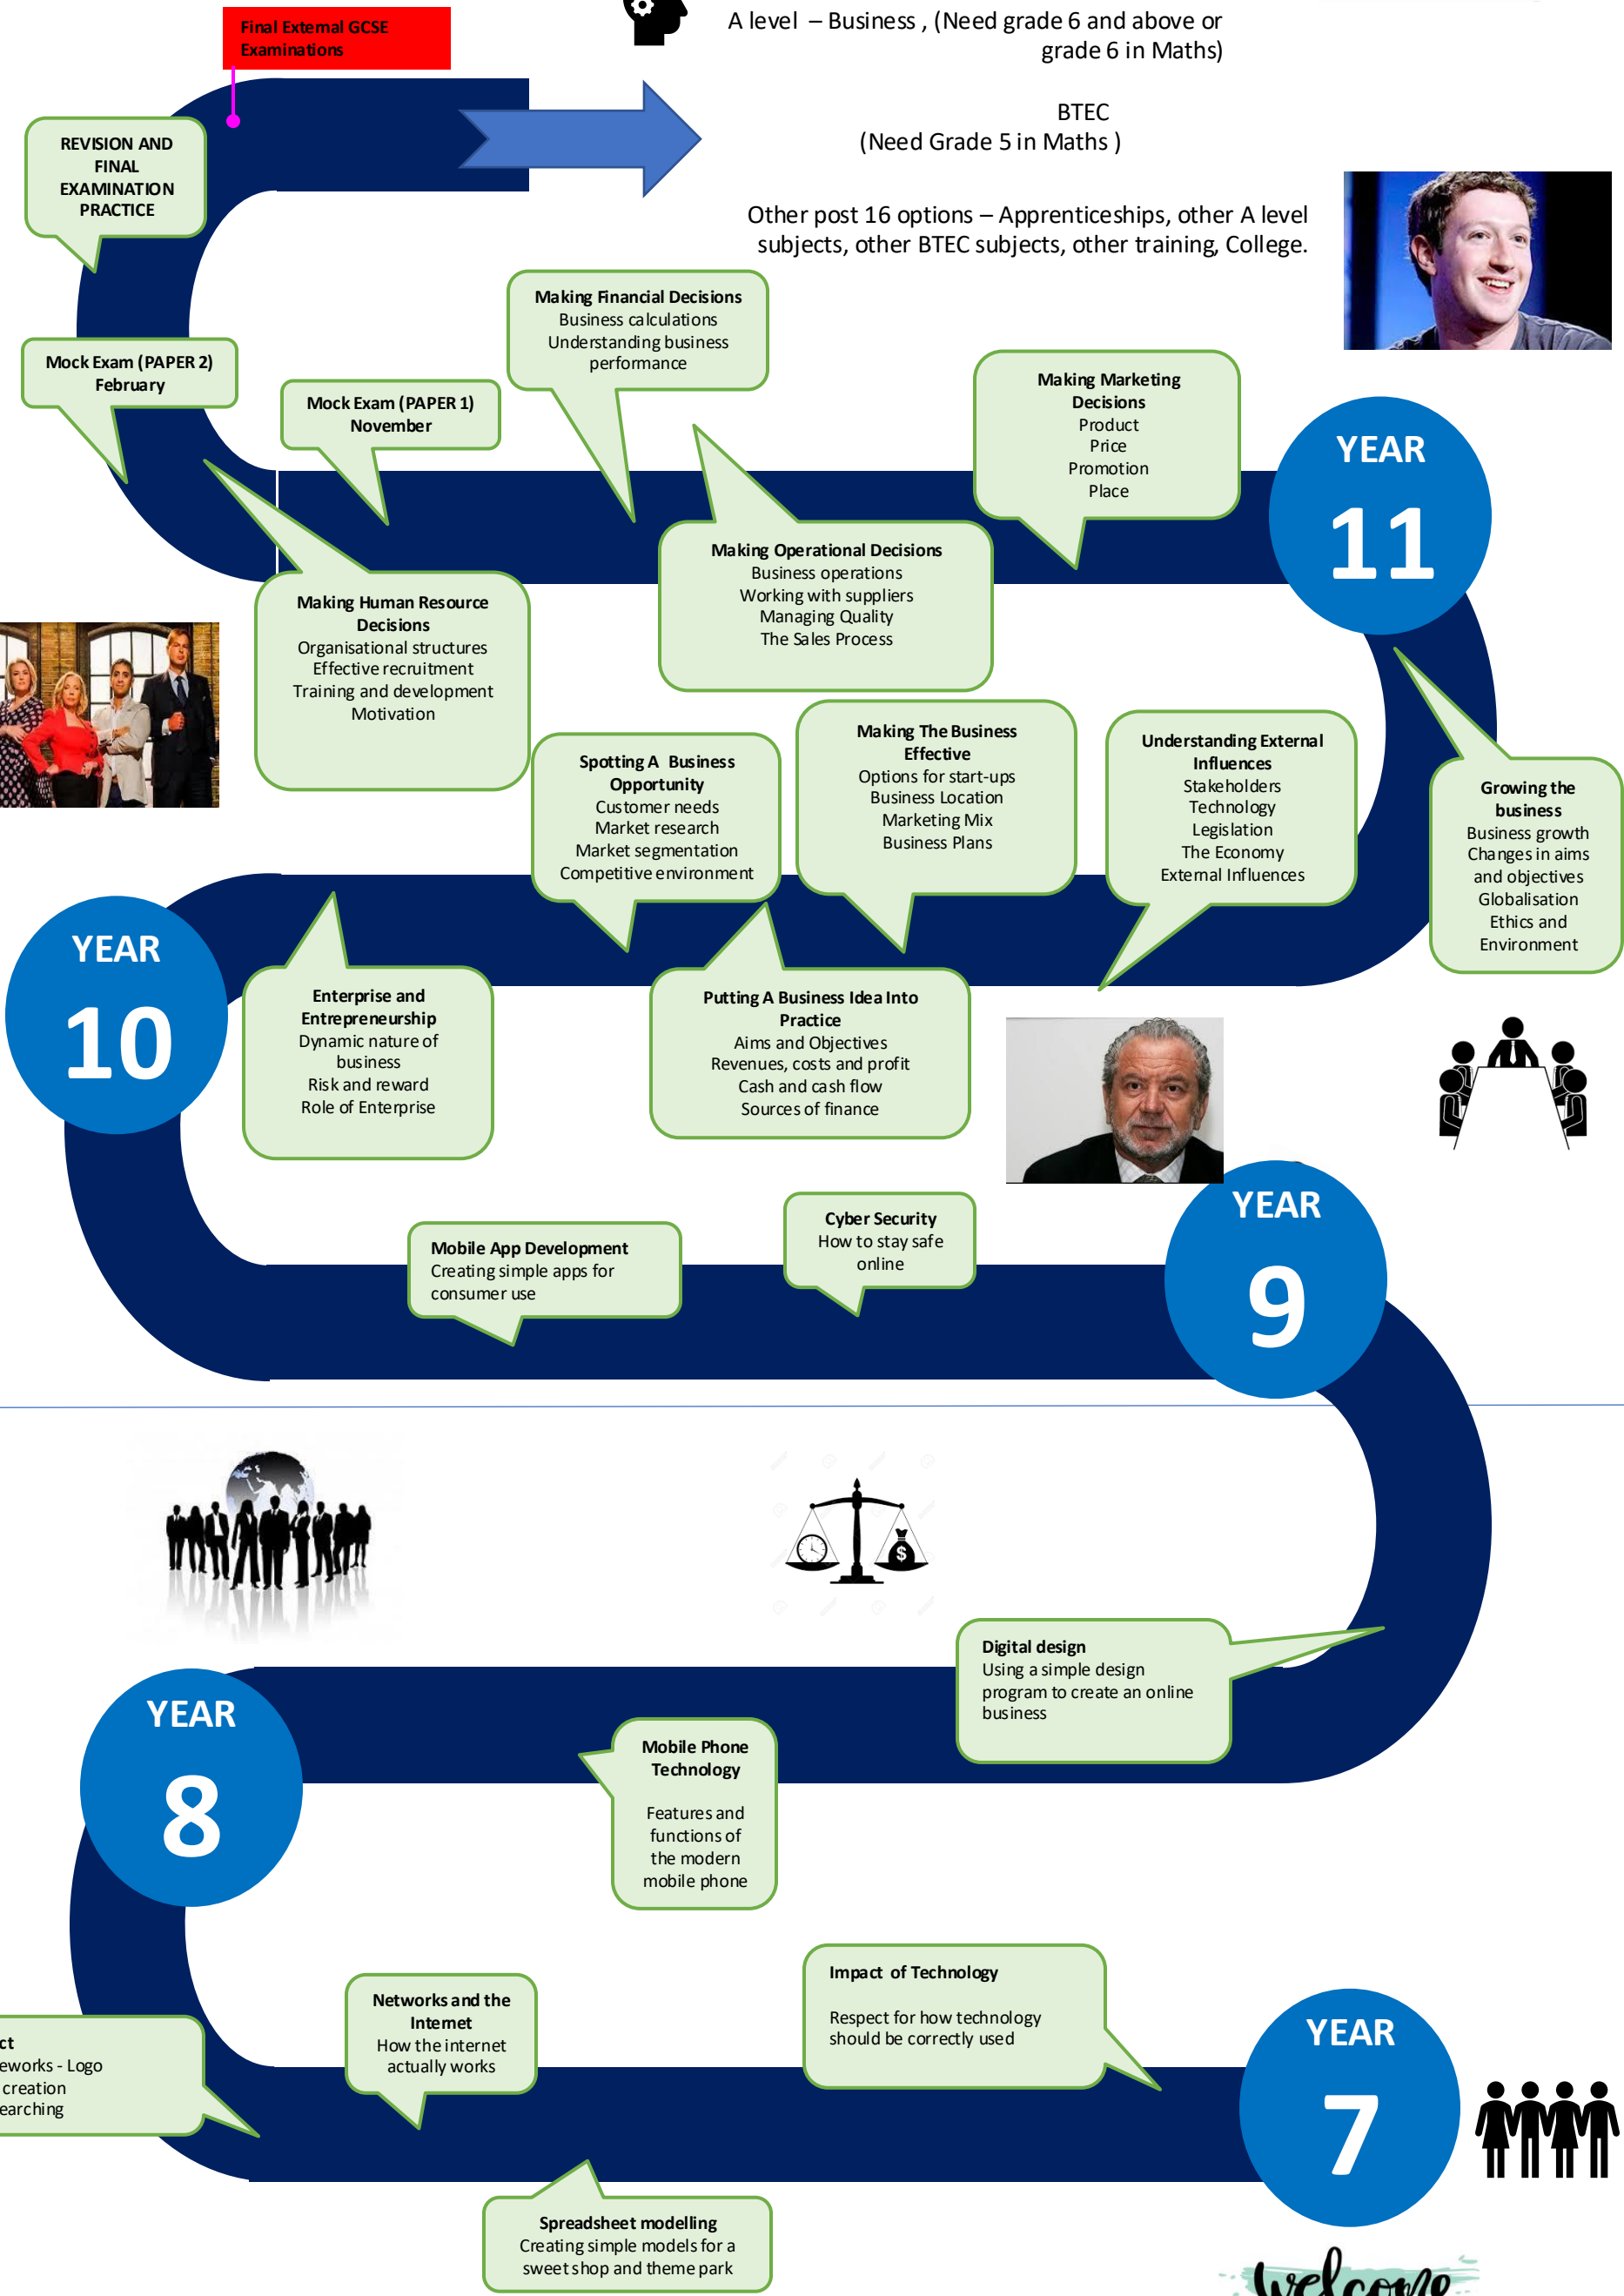 Final External GCSE
Examinations
A level – Business , (Need grade 6 and above or
grade 6 in Maths)
BTEC
(Need Grade 5 in Maths )
Other post 16 options – Apprenticeships, other A level
subjects, other BTEC subjects, other training, College.
REVISION AND
FINAL
EXAMINATION
PRACTICE
Mock Exam (PAPER 2)
February
Mock Exam (PAPER 1)
November
Making Financial Decisions
Business calculations
Understanding business
performance
Making Marketing
Decisions
Product
Price
Promotion
Place
YEAR
11
Making Human Resource
Decisions
Organisational structures
Effective recruitment
Training and development
Motivation
Making Operational Decisions
Business operations
Working with suppliers
Managing Quality
The Sales Process
Spotting A Business
Opportunity
Customer needs
Market research
Market segmentation
Competitive environment
Making The Business
Effective
Options for start-ups
Business Location
Marketing Mix
Business Plans
Understanding External
Influences
Stakeholders
Technology
Legislation
The Economy
External Influences
Growing the
business
Business growth
Changes in aims
and objectives
Globalisation
Ethics and
Environment
YEAR
10
Enterprise and
Entrepreneurship
Dynamic nature of
business
Risk and reward
Role of Enterprise
Putting A Business Idea Into
Practice
Aims and Objectives
Revenues, costs and profit
Cash and cash flow
Sources of finance
Mobile App Development
Creating simple apps for
consumer use
Cyber Security
How to stay safe
online
YEAR
9
$
Digital design
Using a simple design
program to create an online
business
YEAR
8
Mobile Phone
Technology
Features and
functions of
the modern
mobile phone
Impact of Technology
Respect for how technology
should be correctly used
Networks and the
Internet
How the internet
actually works
ct
eworks - Logo
creation
earching
YEAR
7
Spreadsheet modelling
Creating simple models for a
sweet shop and theme park
welcome